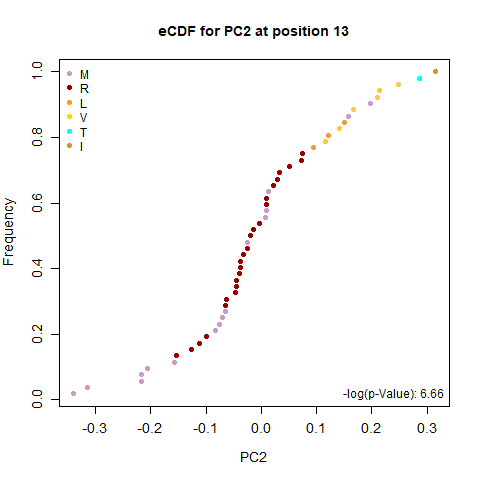 eCDF for PC2 at position 13
M
R
L
V
T
I
Frequency
1.0
0.8
0.6
0.4
0.2
0.0
-log(p-Value): 6.66
-0.3
-0.2
-0.1
0.0
0.1
0.2
0.3
PC2